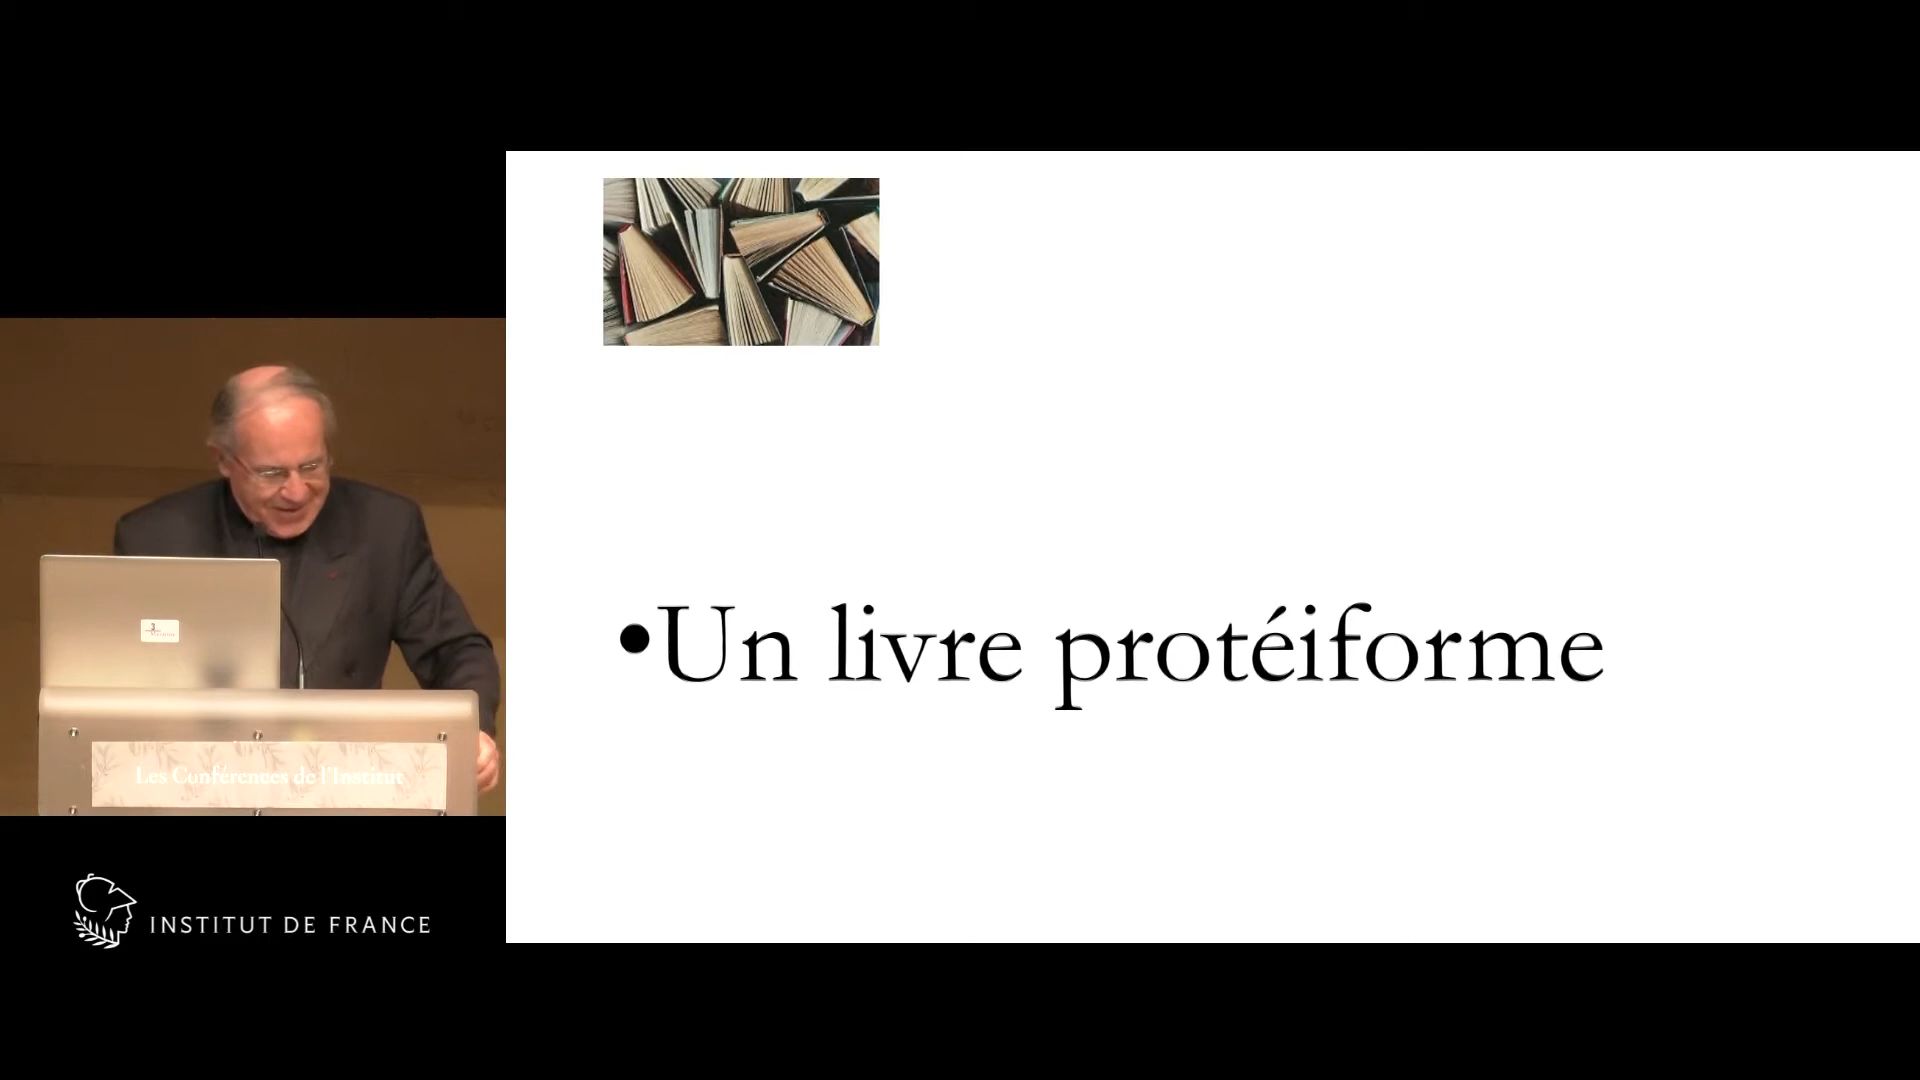 •Un livre protéiforme
Les Conférences de l'Institut
INSTITUT DE FRANCE